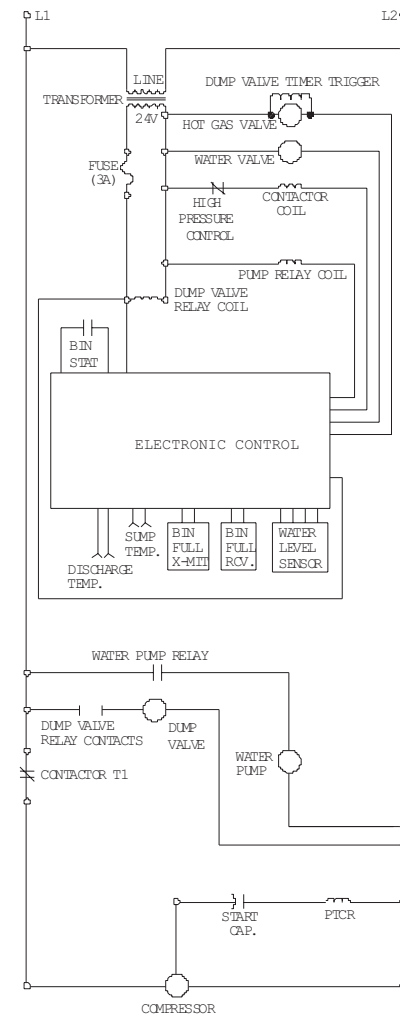 L1
L2
LINE
DUMP VALVE TIMER TRIGGER
TRANSFORMER
24V
HOT GAS VALVE
FUSE
(3A)
WATER VALVE
HIGH
PRESSURE
CONTROL
CONTACTOR
COIL
PUMP RELAY COIL
DUMP VALVE
RELAY COIL
BIN
STAT
ELECTRONIC CONTROL
SUMP
TEMP.
BIN
FULL
X-MIT
BIN
FULL
RCV.
WATER
LEVEL
SENSOR
DISCHARGE
TEMP.
WATER PUMP RELAY
DUMP VALVE
RELAY CONTACTS
DUMP
VALVE
WATER
PUMP
CONTACTOR T1
START
CAP.
PTCR
COMPRESSOR